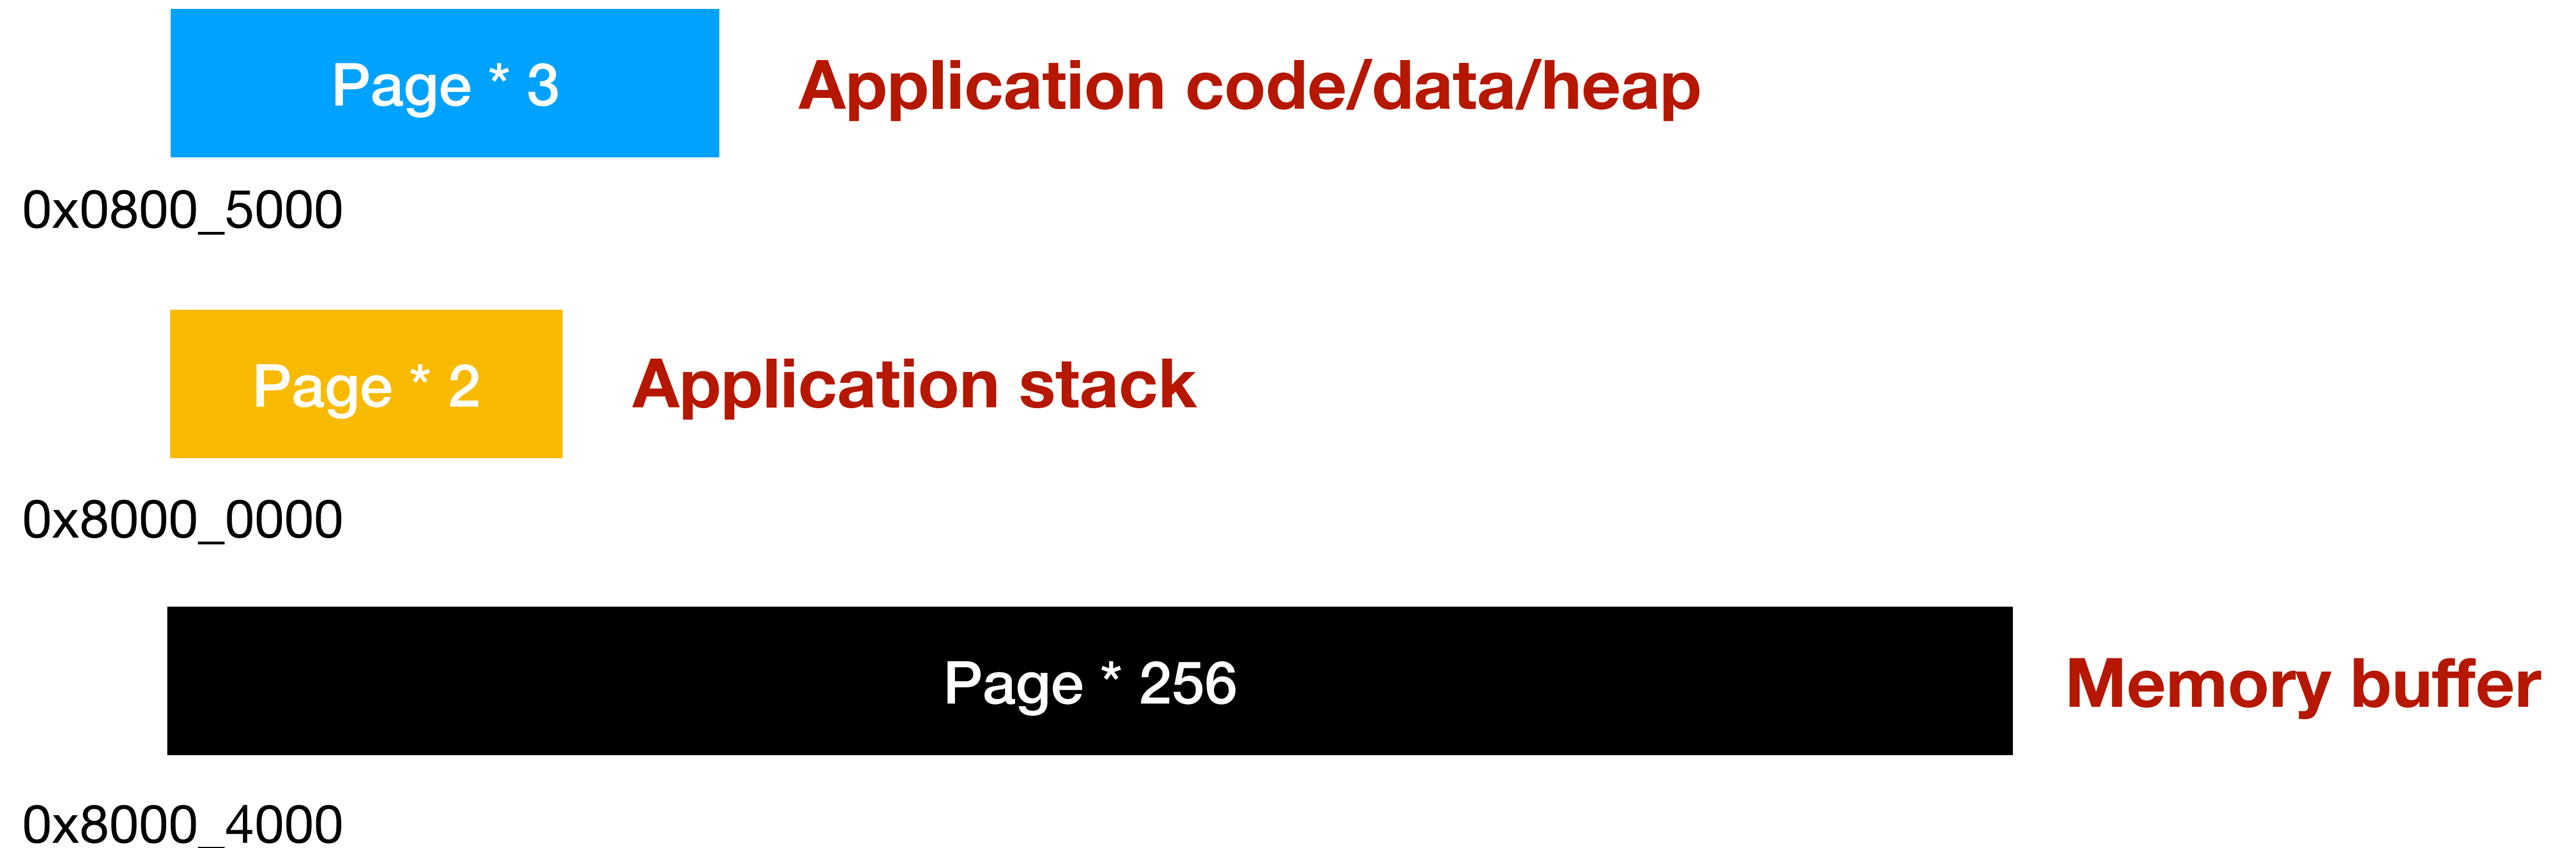 Page * 3
Application code/data/heap
0x0800_5000
Page * 2
Application stack
0x8000_0000
Page * 256
Memory buffer
0x8000_4000